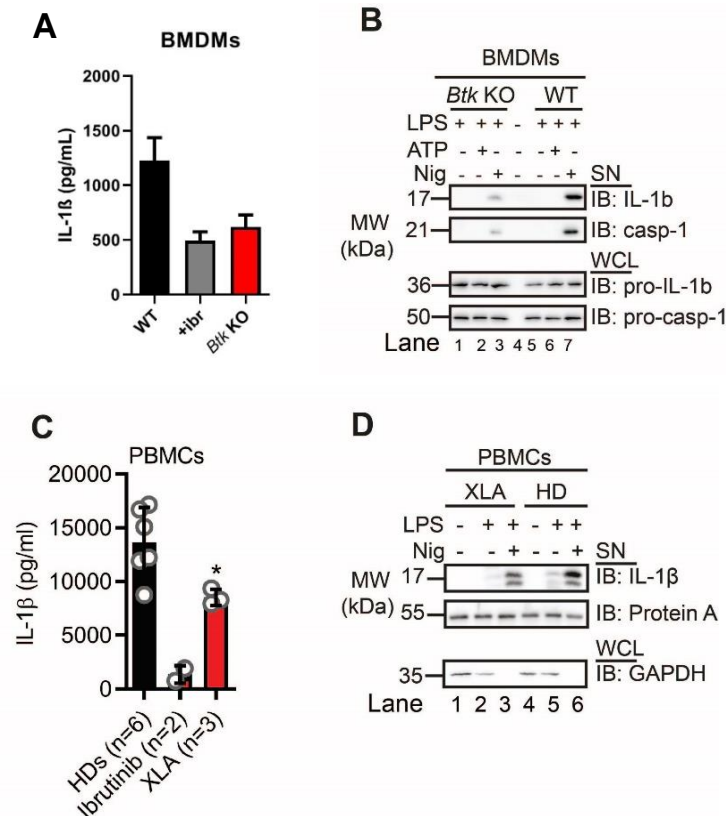 A
BMDMs
IL-1ß (pg/mL)
2000
1500
1000
500
0
WT
+ibr
Btk KO
B
BMDMs
Btk KO WT
LPS + + + - + + +
ATP - + - - - + -
Nig - - + - - - + SN
17 IB: IL-1b
21 IB: casp-1
MW
(kDa)
WCL
36 IB: pro-IL-1b
50 IB: pro-casp-1
Lane 1 2 3 4 5 6 7
C
PBMCs
IL-1β (pg/ml)
20000
15000
10000
5000
0
*
HDs (n=6)
Ibrutinib (n=2)
XLA (n=3)
D
PBMCs
XLA HD
LPS - + + - + +
Nig - - + - - + SN
MW
(kDa)
17 IB: IL-1β
55 IB: Protein A
WCL
35 IB: GAPDH
Lane 1 2 3 4 5 6